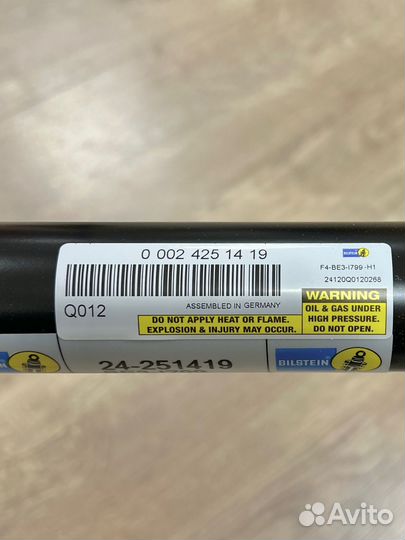 0 002 425 14 19
BILSTEIN
F4-BE3-I799 -H1
24120Q0120268
Q012
ASSEMBLED IN GERMANY
DO NOT APPLY HEAT OR FLAME.
EXPLOSION & INJURY MAY OCCUR.
WARNING
OIL & GAS UNDER
HIGH PRESSURE.
DO NOT OPEN.
24-251419
BILSTEIN
Avito